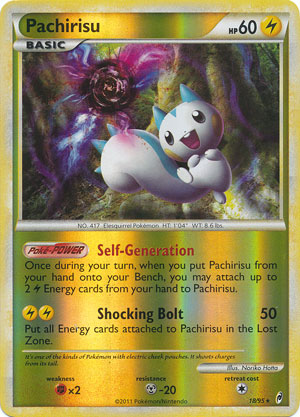 Pachirisu HP60
BASIC
NO. 417 Elesquirrel Pokémon HT: 1'04" WT: 8.6 lbs.
Poké-POWER Self-Generation
Once during your turn, when you put Pachirisu from
your hand onto your Bench, you may attach up to
2 Energy cards from your hand to Pachirisu.
Shocking Bolt 50
Put all Energy cards attached to Pachirisu in the Lost
Zone.
It's one of the kinds of Pokémon with electric cheek pouches. It shoots charges
from its tail.
Illus. Noriko Hotta
weakness resistance retreat cost
×2 -20
©2011 Pokémon/Nintendo 18/95 ★